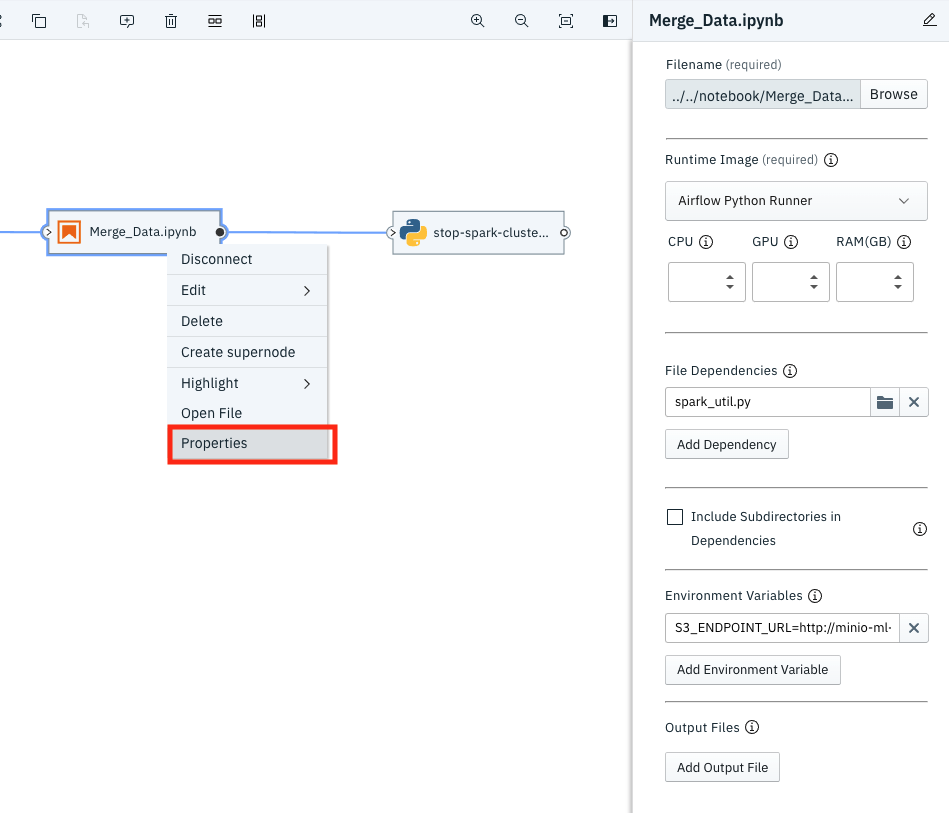 Merge_Data.ipynb
stop-spark-cluste...
Disconnect
Edit
Delete
Create supernode
Highlight
Open File
Properties
Merge_Data.ipynb
Filename (required)
../../notebook/Merge_Data...
Browse
Runtime Image (required)
Airflow Python Runner
CPU
GPU
RAM(GB)
File Dependencies
spark_util.py
Add Dependency
Include Subdirectories in
Dependencies
Environment Variables
S3_ENDPOINT_URL=http://minio-ml-
Add Environment Variable
Output Files
Add Output File